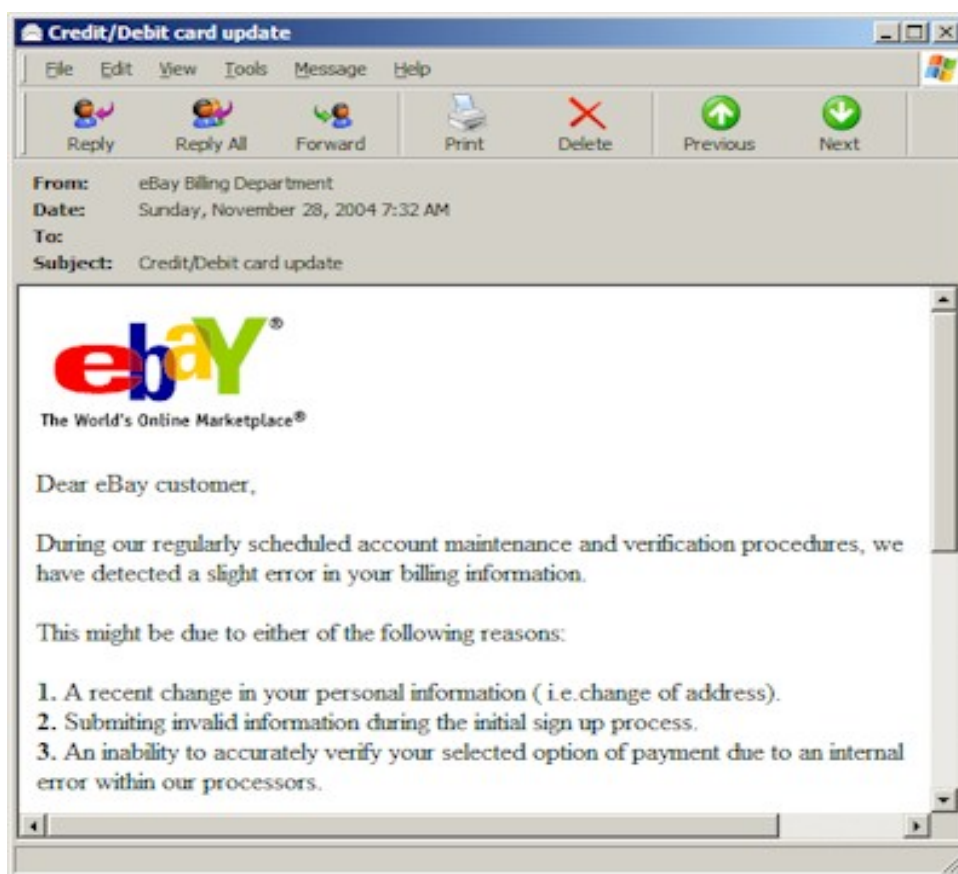 Credit/Debit card update
File Edit View Tools Message Help
Reply Reply All Forward Print Delete Previous Next
From: eBay Billing Department
Date: Sunday, November 28, 2004 7:32 AM
To:
Subject: Credit/Debit card update
ebaY®
The World's Online Marketplace®
Dear eBay customer,
During our regularly scheduled account maintenance and verification procedures, we
have detected a slight error in your billing information.
This might be due to either of the following reasons:
1. A recent change in your personal information ( i.e.change of address).
2. Submiting invalid information during the initial sign up process.
3. An inability to accurately verify your selected option of payment due to an internal
error within our processors.